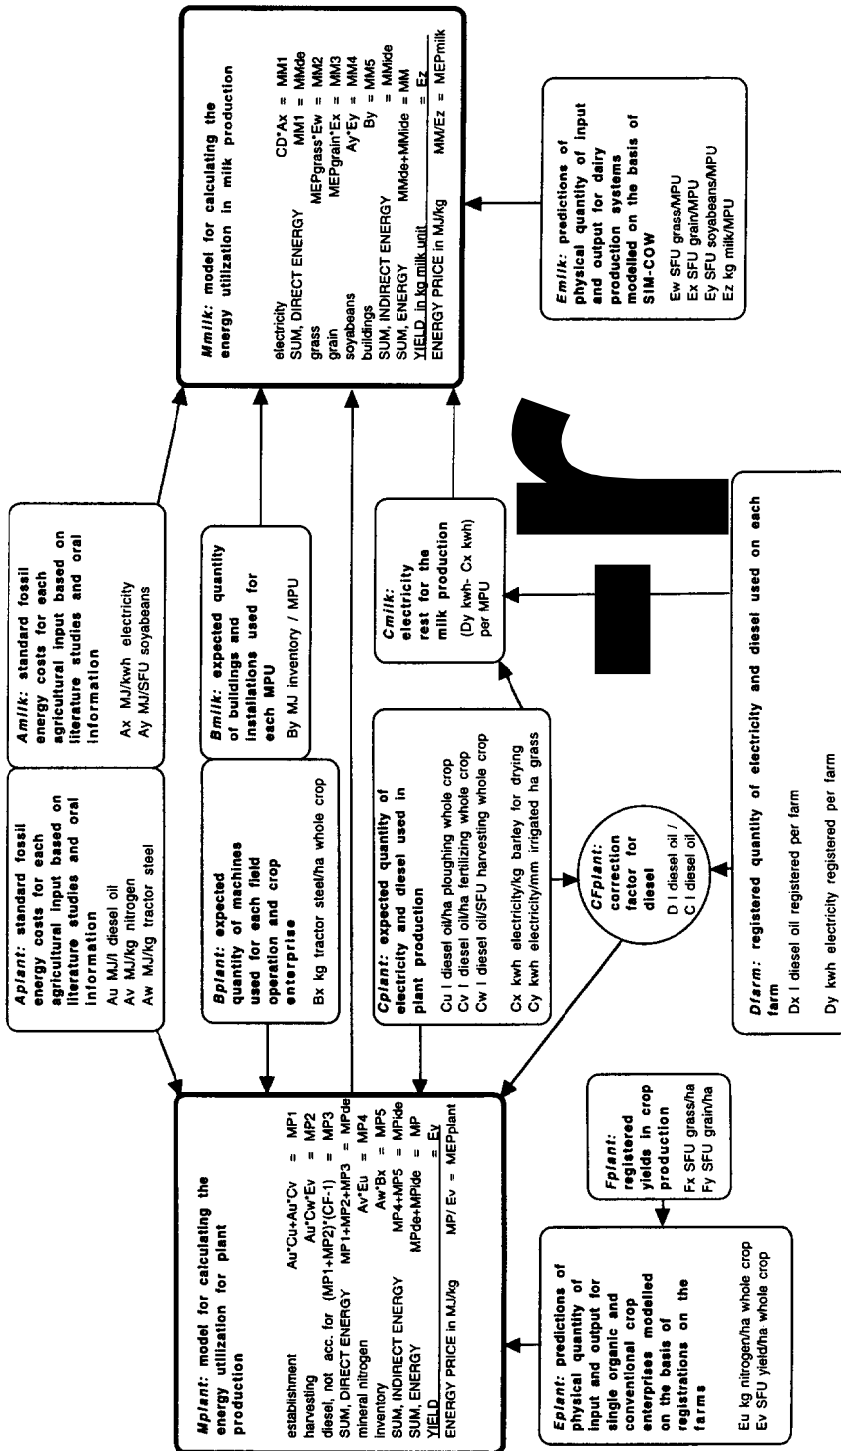 Mplant: model for calculating the
energy utilization for plant
production
establishment Au*Cu+Au*Cv = MP1
harvesting Au*Cw*Ev = MP2
diesel, not acc. for (MP1+MP2)*(CF-1) = MP3
SUM, DIRECT ENERGY MP1+MP2+MP3 = MPde
mineral nitrogen Av*Eu = MP4
inventory Aw*Bx = MP5
SUM, INDIRECT ENERGY MP4+MP5 = MPide
SUM, ENERGY MPde+MPide = MP
YIELD = Ev
ENERGY PRICE in MJ/kg MP/ Ev = MEPplant
Aplant: standard fossil
energy costs for each
agricultural input based on
literature studies and oral
information
Au MJ/l diesel oil
Av MJ/kg nitrogen
Aw MJ/kg tractor steel
Amilk: standard fossil
energy costs for each
agricultural input based on
literature studies and oral
information
Ax MJ/kwh electricity
Ay MJ/SFU soyabeans
Mmilk: model for calculating the
energy utilization in milk production
electricity CD*Ax = MM1
SUM, DIRECT ENERGY MM1 = MMde
grass MEPgrass*Ew = MM2
grain MEPgrain*Ex = MM3
soyabeans Ay*Ey = MM4
buildings By = MM5
SUM, INDIRECT ENERGY = MMide
SUM, ENERGY MMde+MMide = MM
YIELD in kg milk unit = Ez
ENERGY PRICE in MJ/kg MM/Ez = MEPmilk
Bplant: expected
quantity of machines
used for each field
operation and crop
enterprise
Bx kg tractor steel/ha whole crop
Bmilk: expected quantity
of buildings and
installations used for
each MPU
By MJ inventory / MPU
Cplant: expected quantity of
electricity and diesel used in
plant production
Cu l diesel oil/ha ploughing whole crop
Cv l diesel oil/ha fertilizing whole crop
Cw l diesel oil/SFU harvesting whole crop
Cx kwh electricity/kg barley for drying
Cy kwh electricity/mm irrigated ha grass
Cmilk:
electricity
rest for the
milk production
(Dy kwh- Cx kwh)
per MPU
CFplant:
correction
factor for
diesel
D l diesel oil /
C l diesel oil
Eplant: predictions of
physical quantity of
input and output for
single organic and
conventional crop
enterprises modelled
on the basis of
registrations on the
farms
Eu kg nitrogen/ha whole crop
Ev SFU yield/ha whole crop
Fplant:
registered
yields in crop
production
Fx SFU grass/ha
Fy SFU grain/ha
Dfarm: registered quantity of electricity and diesel used on each
farm
Dx l diesel oil registered per farm
Dy kwh electricity registered per farm
Emilk: predictions of
physical quantity of input
and output for dairy
production systems
modelled on the basis of
SIM-COW
Ew SFU grass/MPU
Ex SFU grain/MPU
Ey SFU soyabeans/MPU
Ez kg milk/MPU